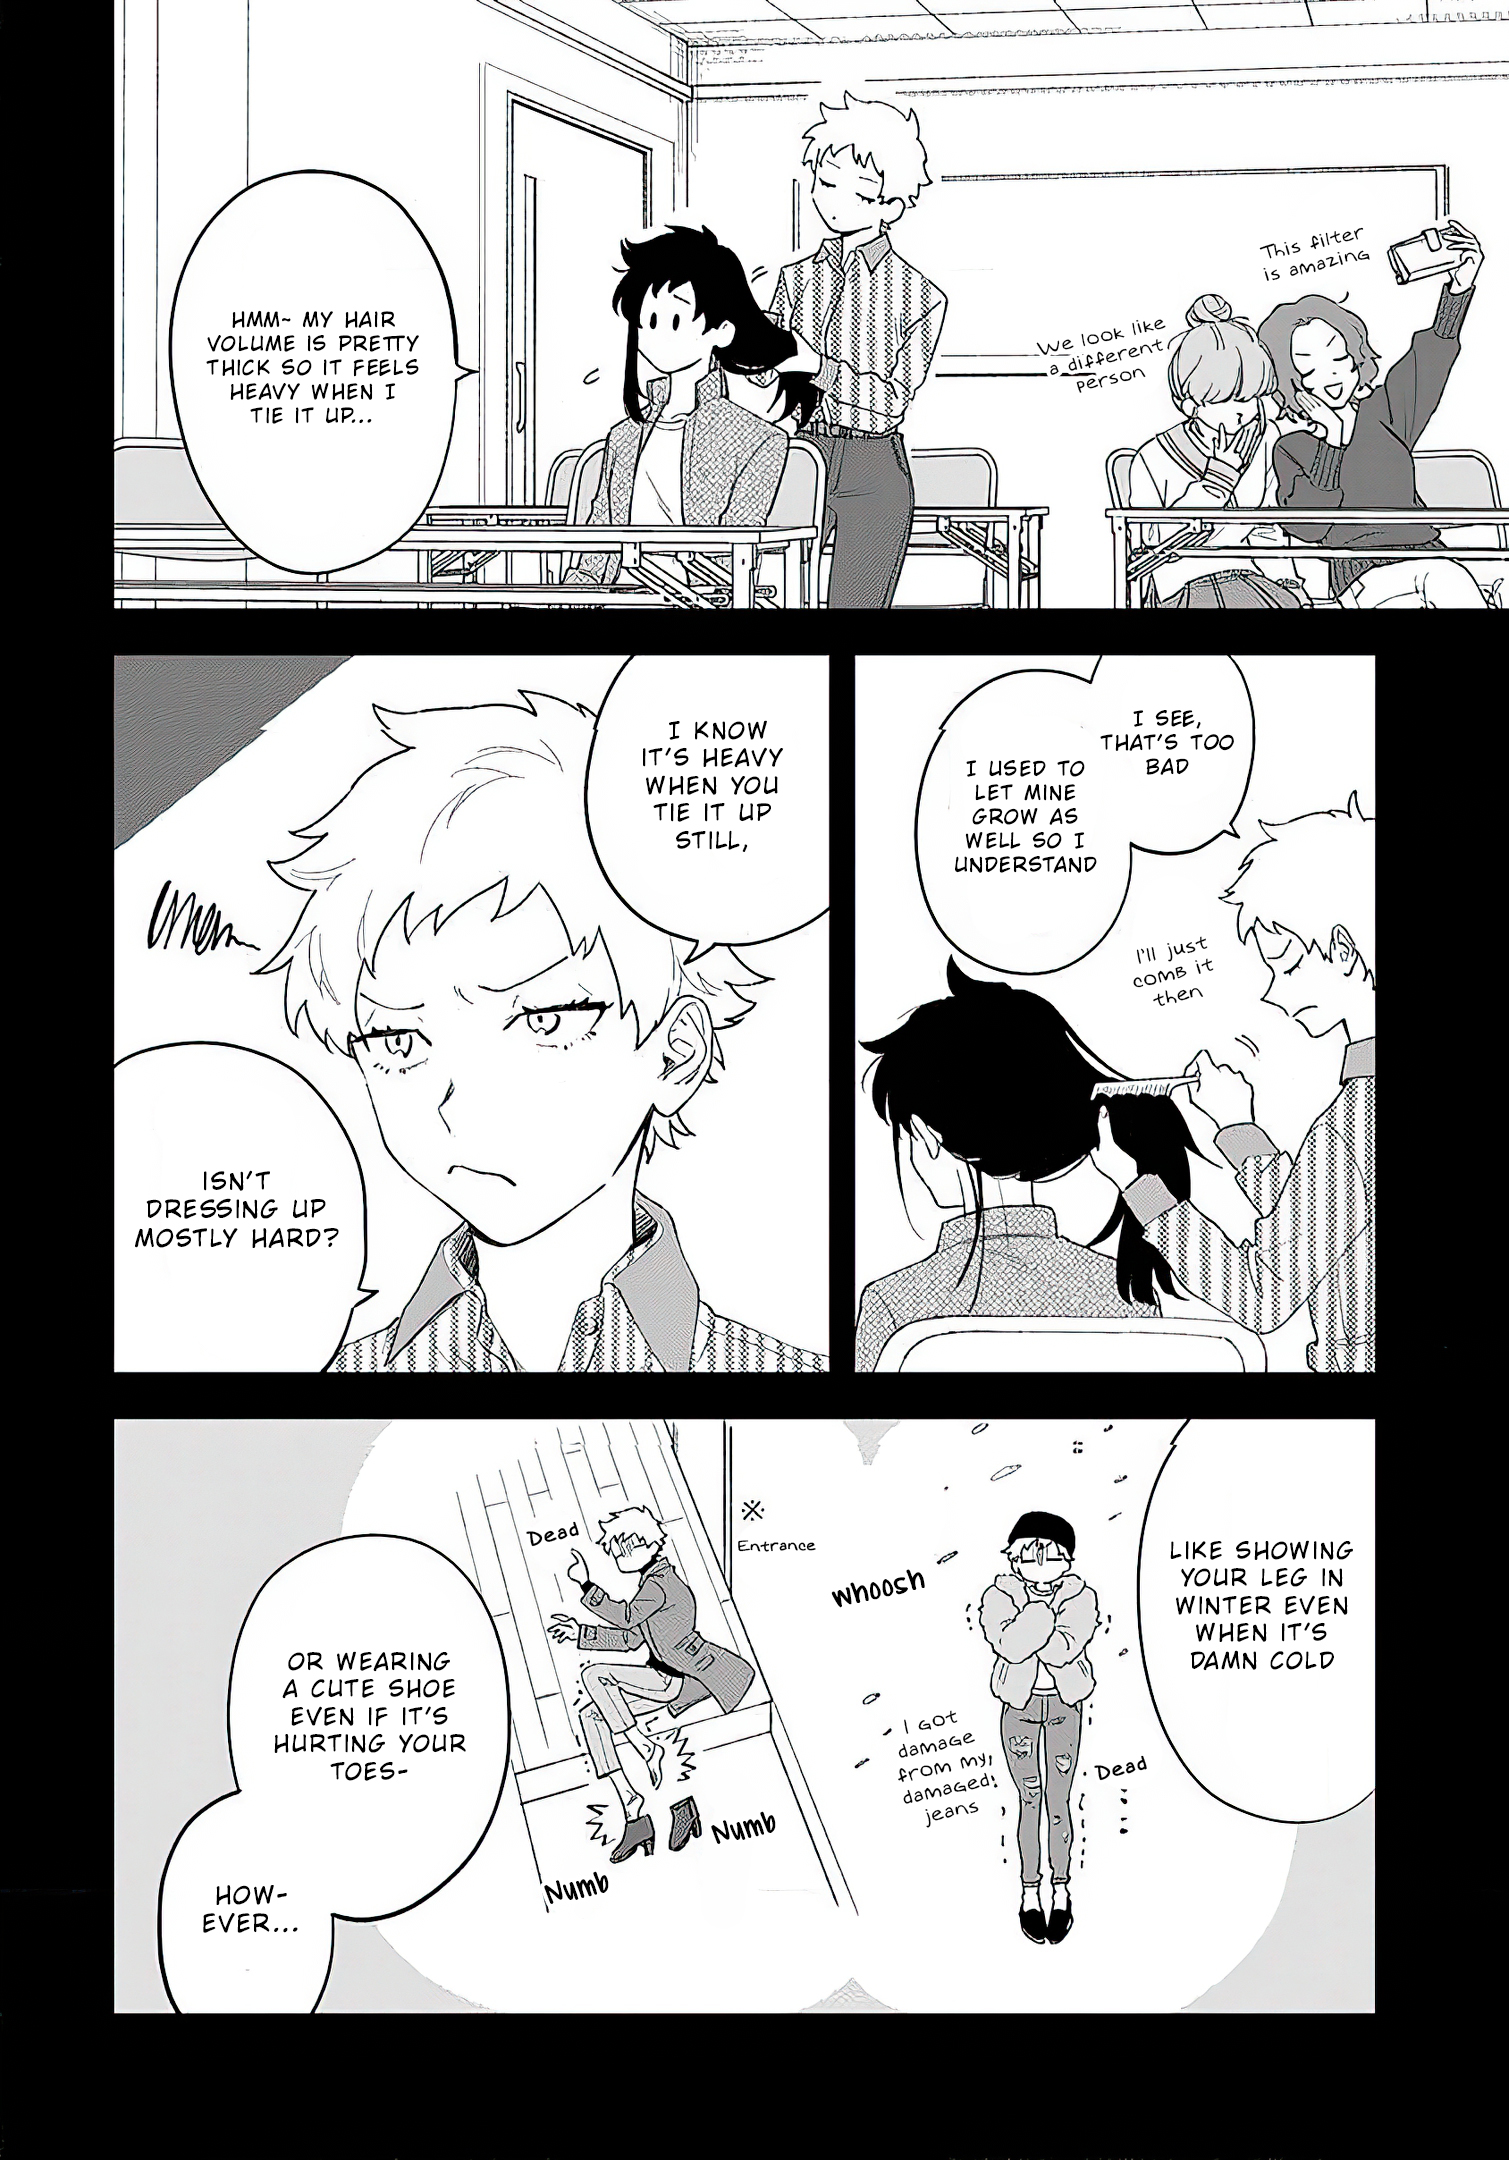 This filter
is amazing
We look like
a different
person
HMM~ MY HAIR
VOLUME IS PRETTY
THICK SO IT FEELS
HEAVY WHEN I
TIE IT UP...
I SEE,
THAT'S TOO
BAD
I USED TO
LET MINE
GROW AS
WELL SO I
UNDERSTAND
I'll just
comb it
then
I KNOW
IT'S HEAVY
WHEN YOU
TIE IT UP
STILL,
ISN'T
DRESSING UP
MOSTLY HARD?
LIKE SHOWING
YOUR LEG IN
WINTER EVEN
WHEN IT'S
DAMN COLD
whoosh
I GOT
damage
from my
damaged
jeans
Dead
※
Entrance
Dead
Numb
Numb
OR WEARING
A CUTE SHOE
EVEN IF IT'S
HURTING YOUR
TOES-
HOW-
EVER...